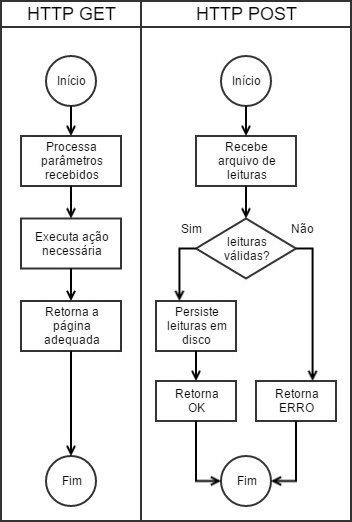 HTTP GET
Início
Processa
parâmetros
recebidos
Executa ação
necessária
Retorna a
página
adequada
Fim
HTTP POST
Início
Recebe
arquivo de
leituras
leituras
válidas?
Sim
Não
Persiste
leituras em
disco
Retorna
OK
Retorna
ERRO
Fim